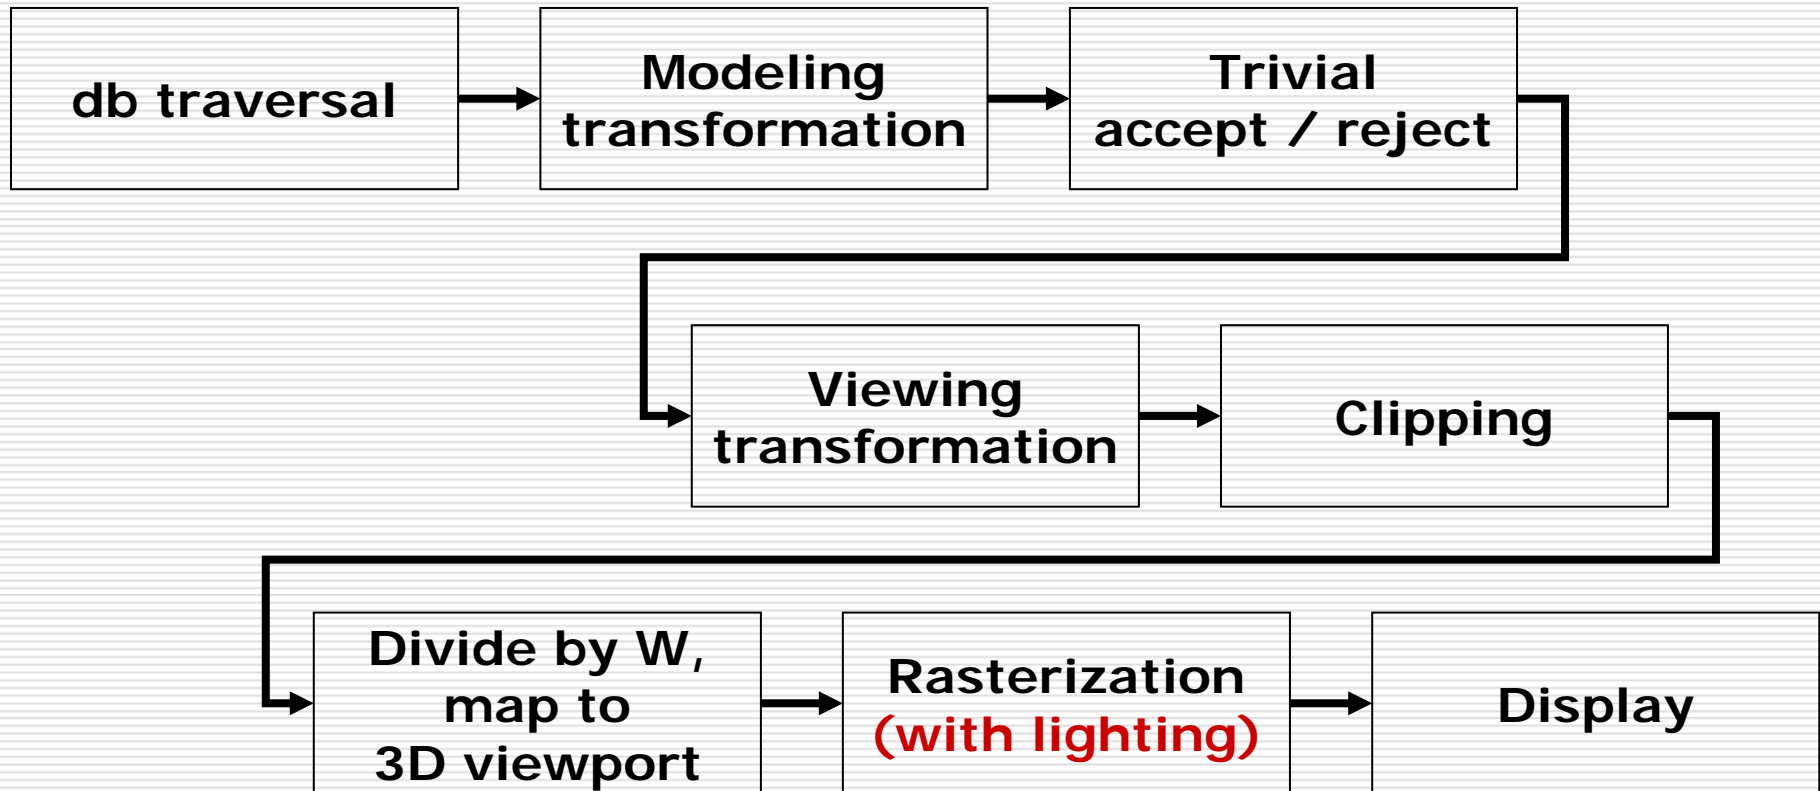 db traversal
Modeling
transformation
Trivial
accept / reject
Viewing
transformation
Clipping
Divide by W,
map to
3D viewport
Rasterization
(with lighting)
Display